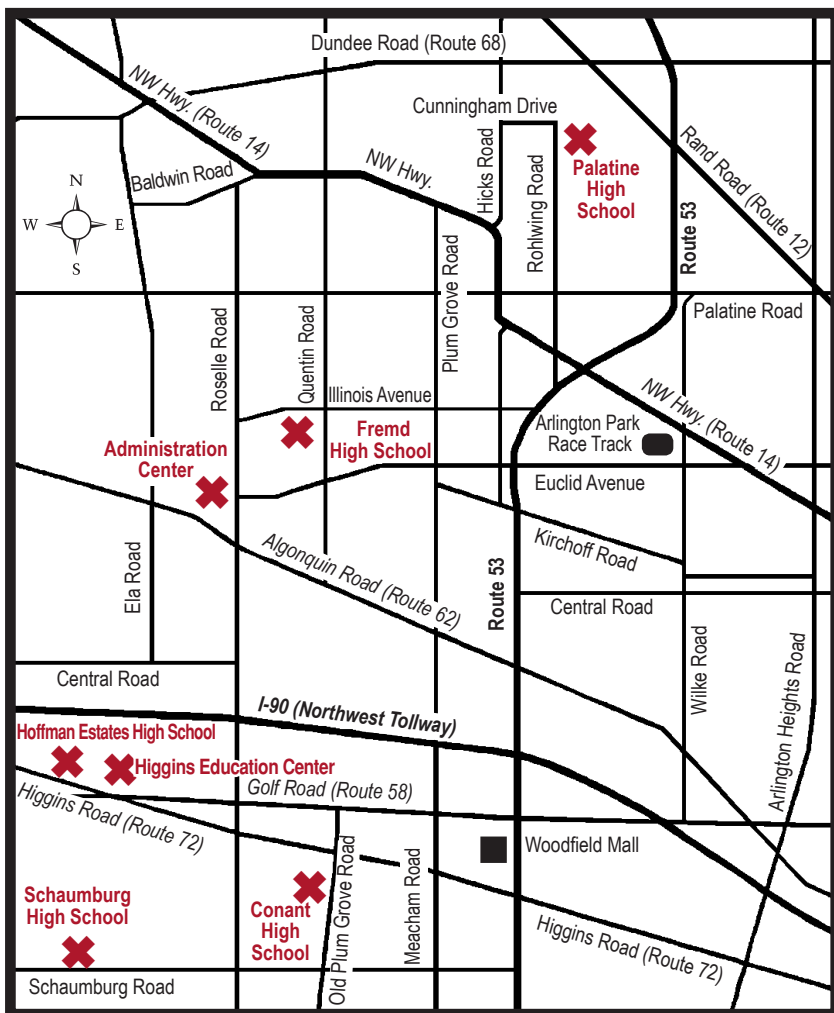 Dundee Road (Route 68)
NW Hwy. (Route 14)
Cunningham Drive
Rand Road (Route 12)
Baldwin Road
NW Hwy.
Hicks Road
Rohlwing Road
Palatine
High
School
Route 53
N
W
E
S
Roselle Road
Quentin Road
Plum Grove Road
Palatine Road
Illinois Avenue
NW Hwy. (Route 14)
Arlington Park
Race Track
Fremd
High School
Administration
Center
Euclid Avenue
Kirchoff Road
Ela Road
Algonquin Road (Route 62)
Route 53
Central Road
Wilke Road
Arlington Heights Road
Central Road
I-90 (Northwest Tollway)
Hoffman Estates High School
Higgins Education Center
Golf Road (Route 58)
Higgins Road (Route 72)
Woodfield Mall
Old Plum Grove Road
Meacham Road
Schaumburg
High School
Conant
High
School
Higgins Road (Route 72)
Schaumburg Road